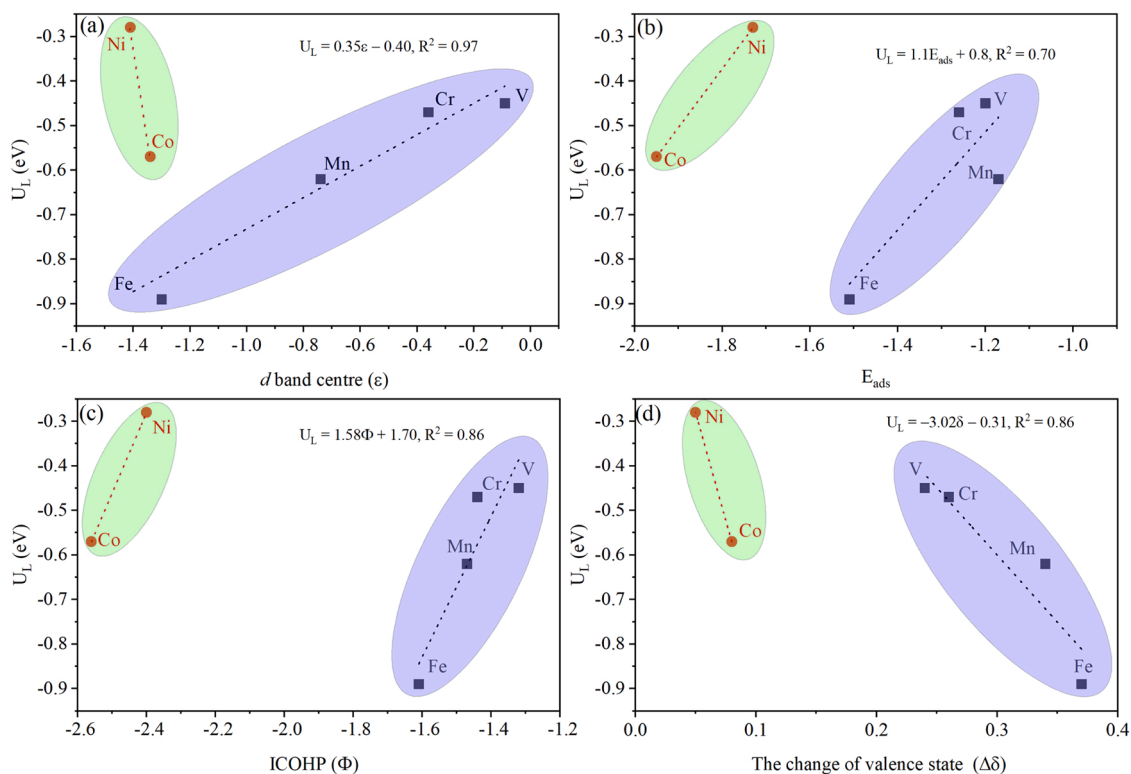 (a)
U_L = 0.35ε − 0.40, R² = 0.97
Ni
Co
Cr
V
Mn
Fe
U_L (eV)
-0.3
-0.4
-0.5
-0.6
-0.7
-0.8
-0.9
-1.6 -1.4 -1.2 -1.0 -0.8 -0.6 -0.4 -0.2 0.0
d band centre (ε)
(b)
U_L = 1.1E_ads + 0.8, R² = 0.70
Ni
Co
V
Cr
Mn
Fe
U_L (eV)
-0.3
-0.4
-0.5
-0.6
-0.7
-0.8
-0.9
-2.0 -1.8 -1.6 -1.4 -1.2 -1.0
E_ads
(c)
U_L = 1.58Φ + 1.70, R² = 0.86
Ni
Co
V
Cr
Mn
Fe
U_L (eV)
-0.3
-0.4
-0.5
-0.6
-0.7
-0.8
-0.9
-2.6 -2.4 -2.2 -2.0 -1.8 -1.6 -1.4 -1.2
ICOHP (Φ)
(d)
U_L = −3.02δ − 0.31, R² = 0.86
Ni
Co
V
Cr
Mn
Fe
U_L (eV)
-0.3
-0.4
-0.5
-0.6
-0.7
-0.8
-0.9
0.0 0.1 0.2 0.3 0.4
The change of valence state (Δδ)